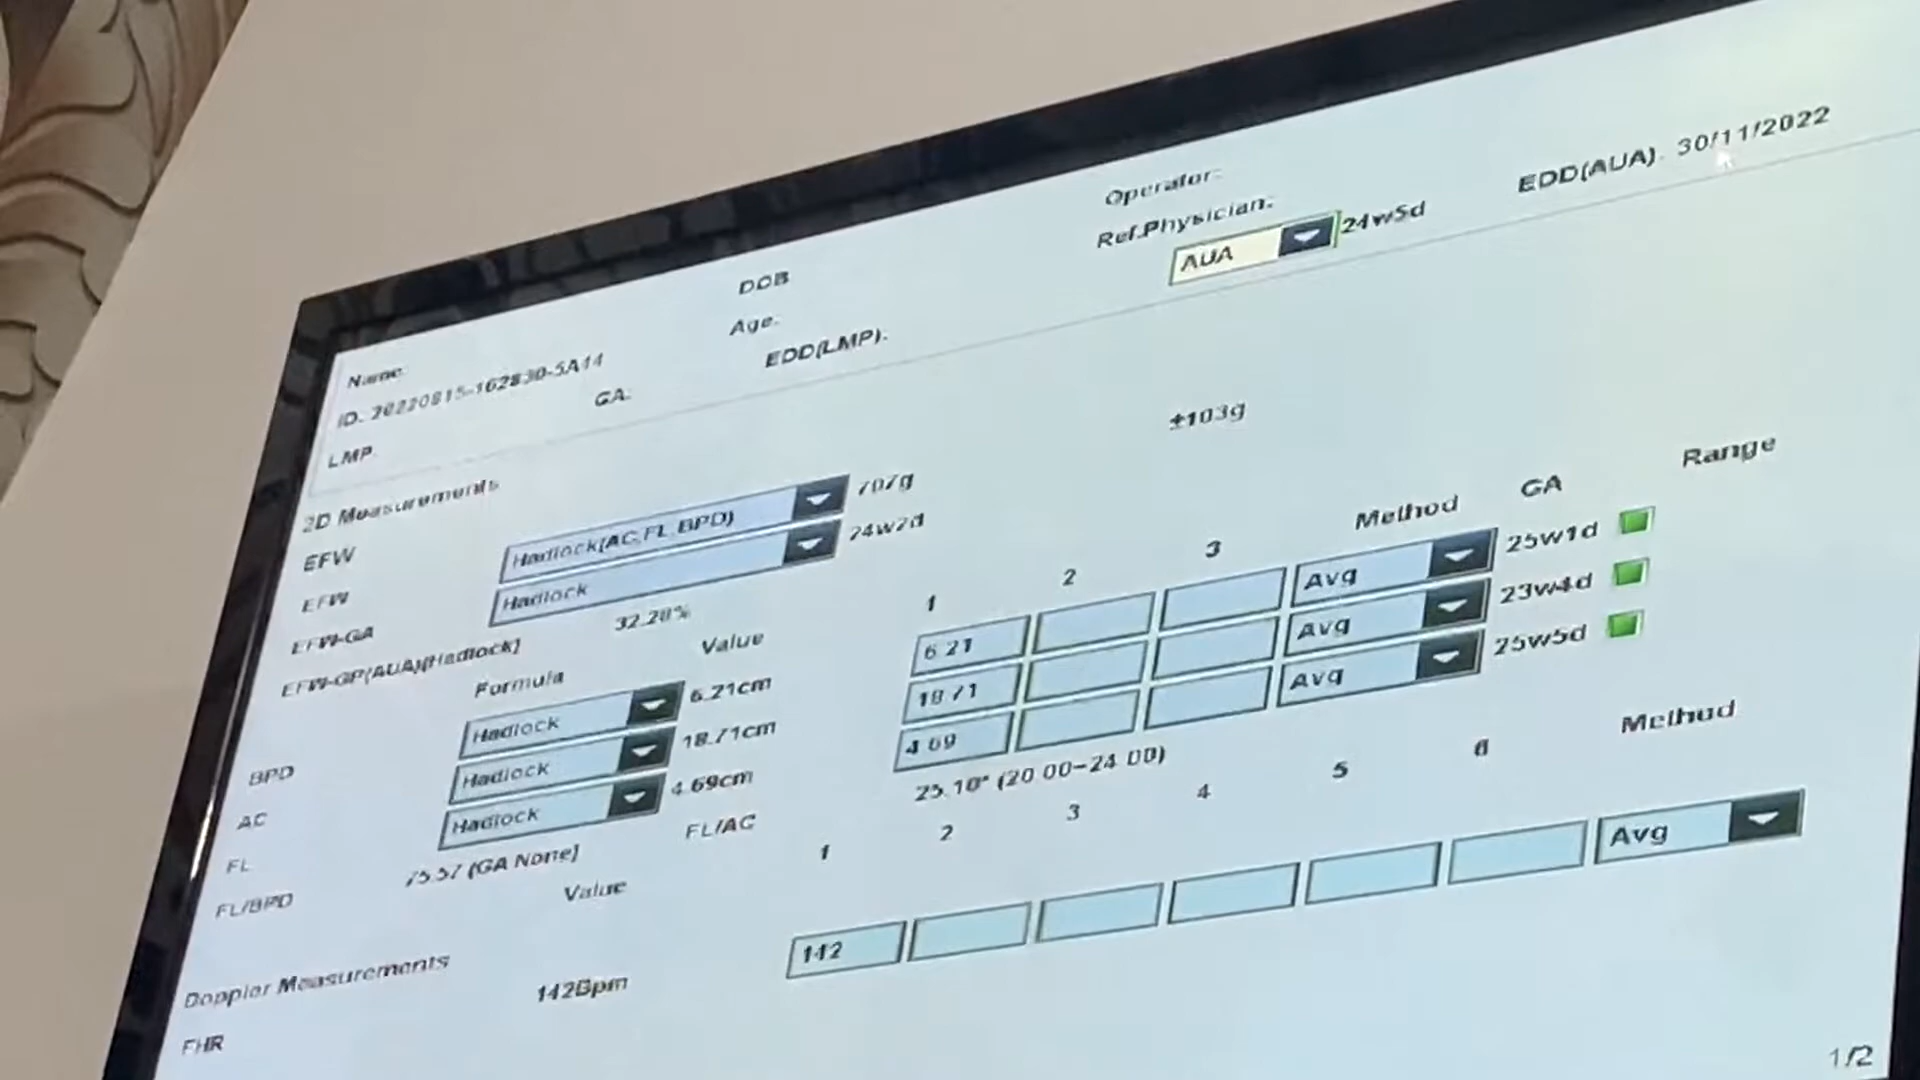 Operator:
Ref.Physician:
AUA 24w5d
EDD(AUA). 30/11/2022
Name
DOB
ID. 20220815-162830-5A14
Age:
LMP
GA:
EDD(LMP).
2D Measurements
EFW
Hadlock(AC,FL,BPD) 707g ±103g
EFW
Hadlock 24w2d
EFW-GA
EFW-GP(AUA)(Hadlock) 32.20%
Formula Value 1 2 3 Method GA Range
BPD Hadlock 6.21cm 6.21 Avg 25w1d
AC Hadlock 18.71cm 18.71 Avg 23w4d
FL Hadlock 4.69cm 4.69 Avg 25w5d
FL/BPD 75.57 (GA None) FL/AC 25.10* (20.00~24.00)
Value 1 2 3 4 5 6 Method
Doppler Measurements
FHR 142Bpm 142 Avg
1/2